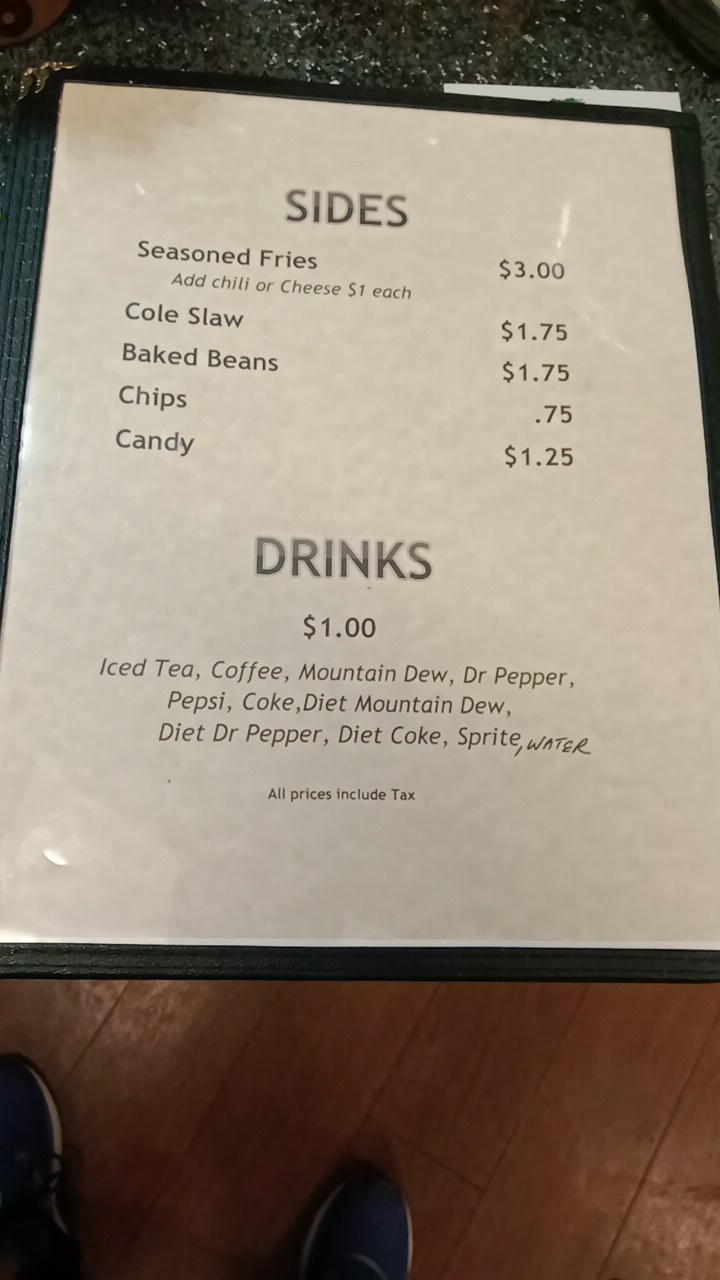 SIDES
Seasoned Fries $3.00
Add chili or Cheese $1 each
Cole Slaw $1.75
Baked Beans $1.75
Chips .75
Candy $1.25
DRINKS
$1.00
Iced Tea, Coffee, Mountain Dew, Dr Pepper,
Pepsi, Coke,Diet Mountain Dew,
Diet Dr Pepper, Diet Coke, Sprite, WATER
All prices include Tax